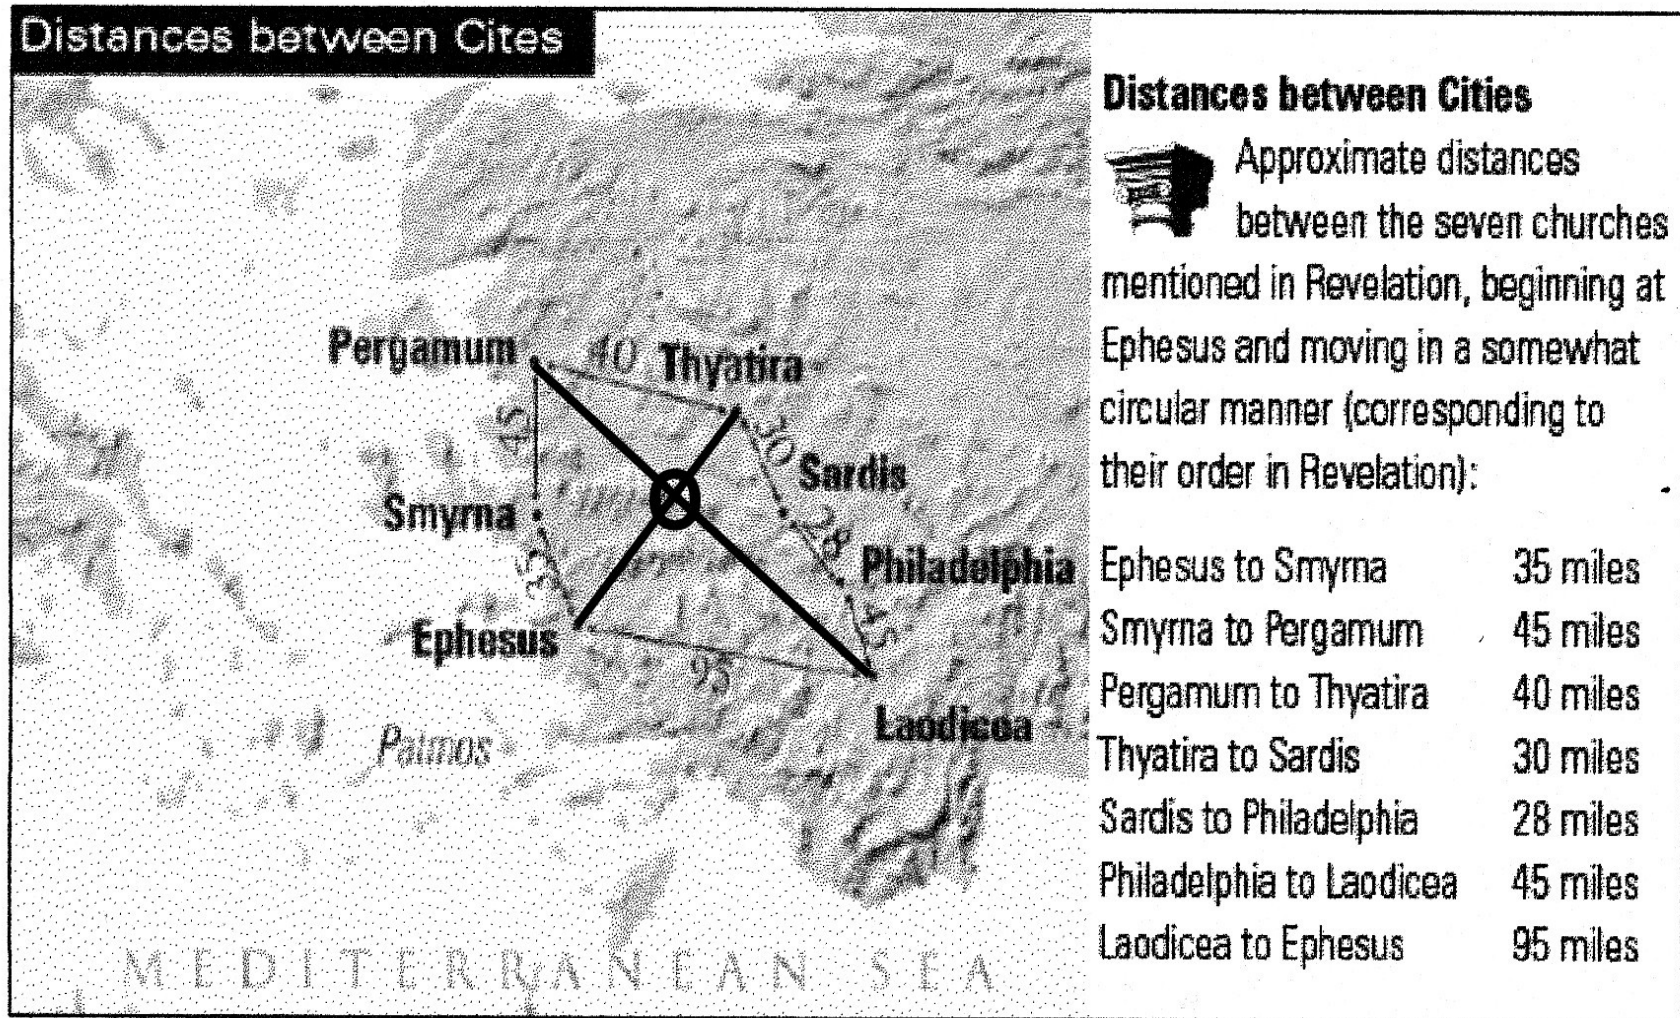 Distances between Cites
Pergamum
40
Thyatira
45
30
Sardis
Smyrna
28
35
Philadelphia
45
Ephesus
95
Laodicea
Patmos
MEDITERRANEAN SEA
Distances between Cities
Approximate distances
between the seven churches
mentioned in Revelation, beginning at
Ephesus and moving in a somewhat
circular manner (corresponding to
their order in Revelation):
Ephesus to Smyrna 35 miles
Smyrna to Pergamum 45 miles
Pergamum to Thyatira 40 miles
Thyatira to Sardis 30 miles
Sardis to Philadelphia 28 miles
Philadelphia to Laodicea 45 miles
Laodicea to Ephesus 95 miles